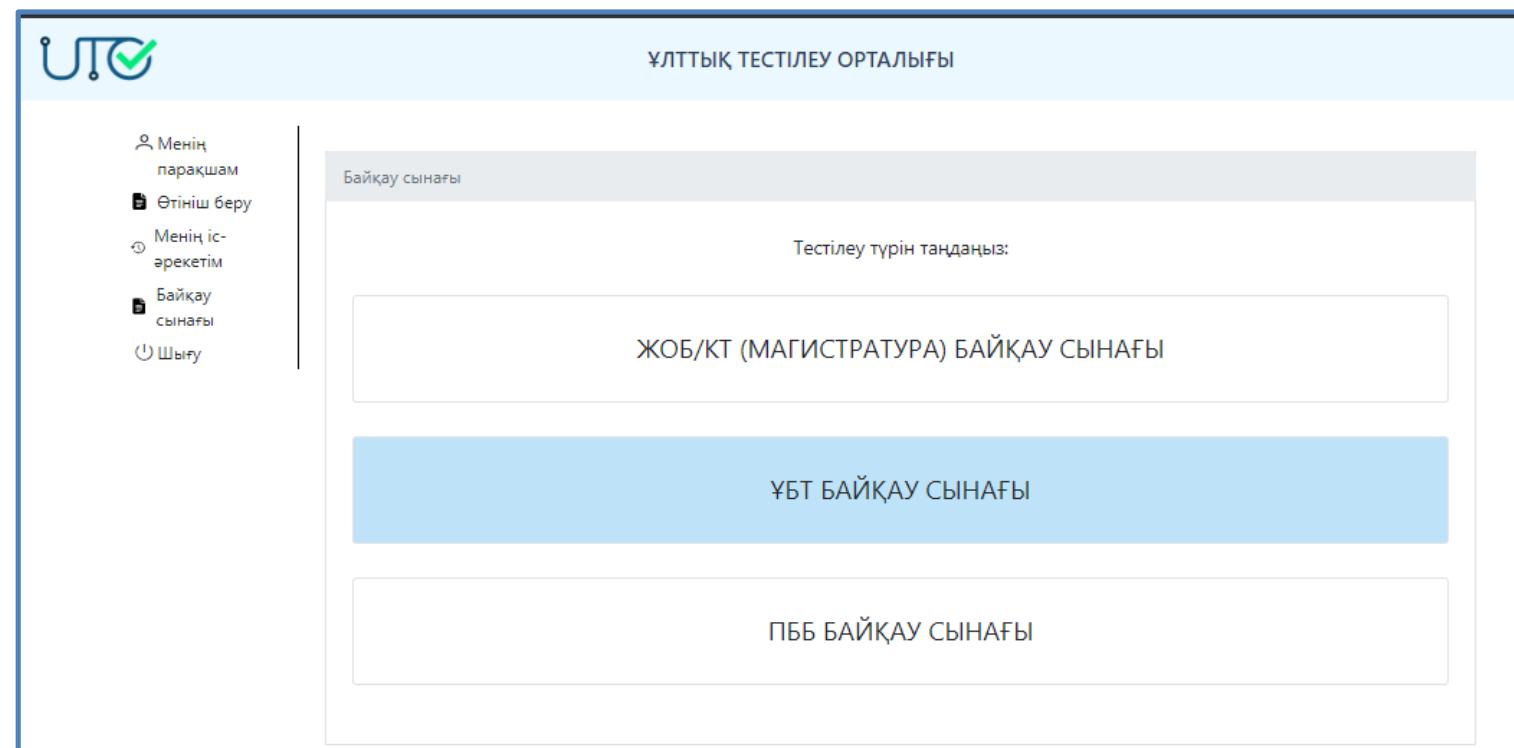 ҰТО
ҰЛТТЫҚ ТЕСТІЛЕУ ОРТАЛЫҒЫ
Менің
парақшам
Өтініш беру
Менің іс-
әрекетім
Байқау
сынағы
Шығу
Байқау сынағы
Тестілеу түрін таңдаңыз:
ЖОБ/КТ (МАГИСТРАТУРА) БАЙҚАУ СЫНАҒЫ
ҰБТ БАЙҚАУ СЫНАҒЫ
ПББ БАЙҚАУ СЫНАҒЫ